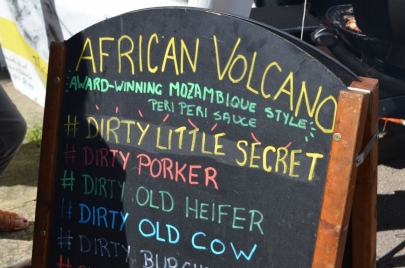 AFRICAN VOLCANO
AWARD-WINNING MOZAMBIQUE STYLE
PERI PERI SAUCE
# DIRTY LITTLE SECRET
# DIRTY PORKER
# DIRTY OLD HEIFER
# DIRTY OLD COW
# DIRTY